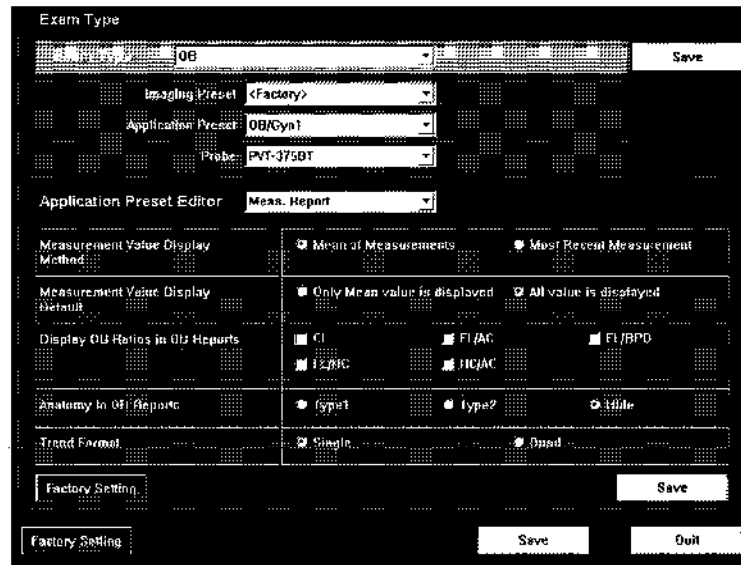 Exam Type
OB Save
Imaging Preset <Factory>
Application Preset OB/Gyn1
Probe PVT-375BT
Application Preset Editor Meas. Report
Measurement Value Display Method Mean of Measurements Most Recent Measurement
Measurement Value Display Default Only Mean value is displayed All value is displayed
Display OB Ratios in OB Reports CI FL/AC FL/BPD
FL/HC HC/AC
Anatomy in OB Reports Type1 Type2 Hide
Trend Format Single Quad
Factory Setting Save
Factory Setting Save Quit